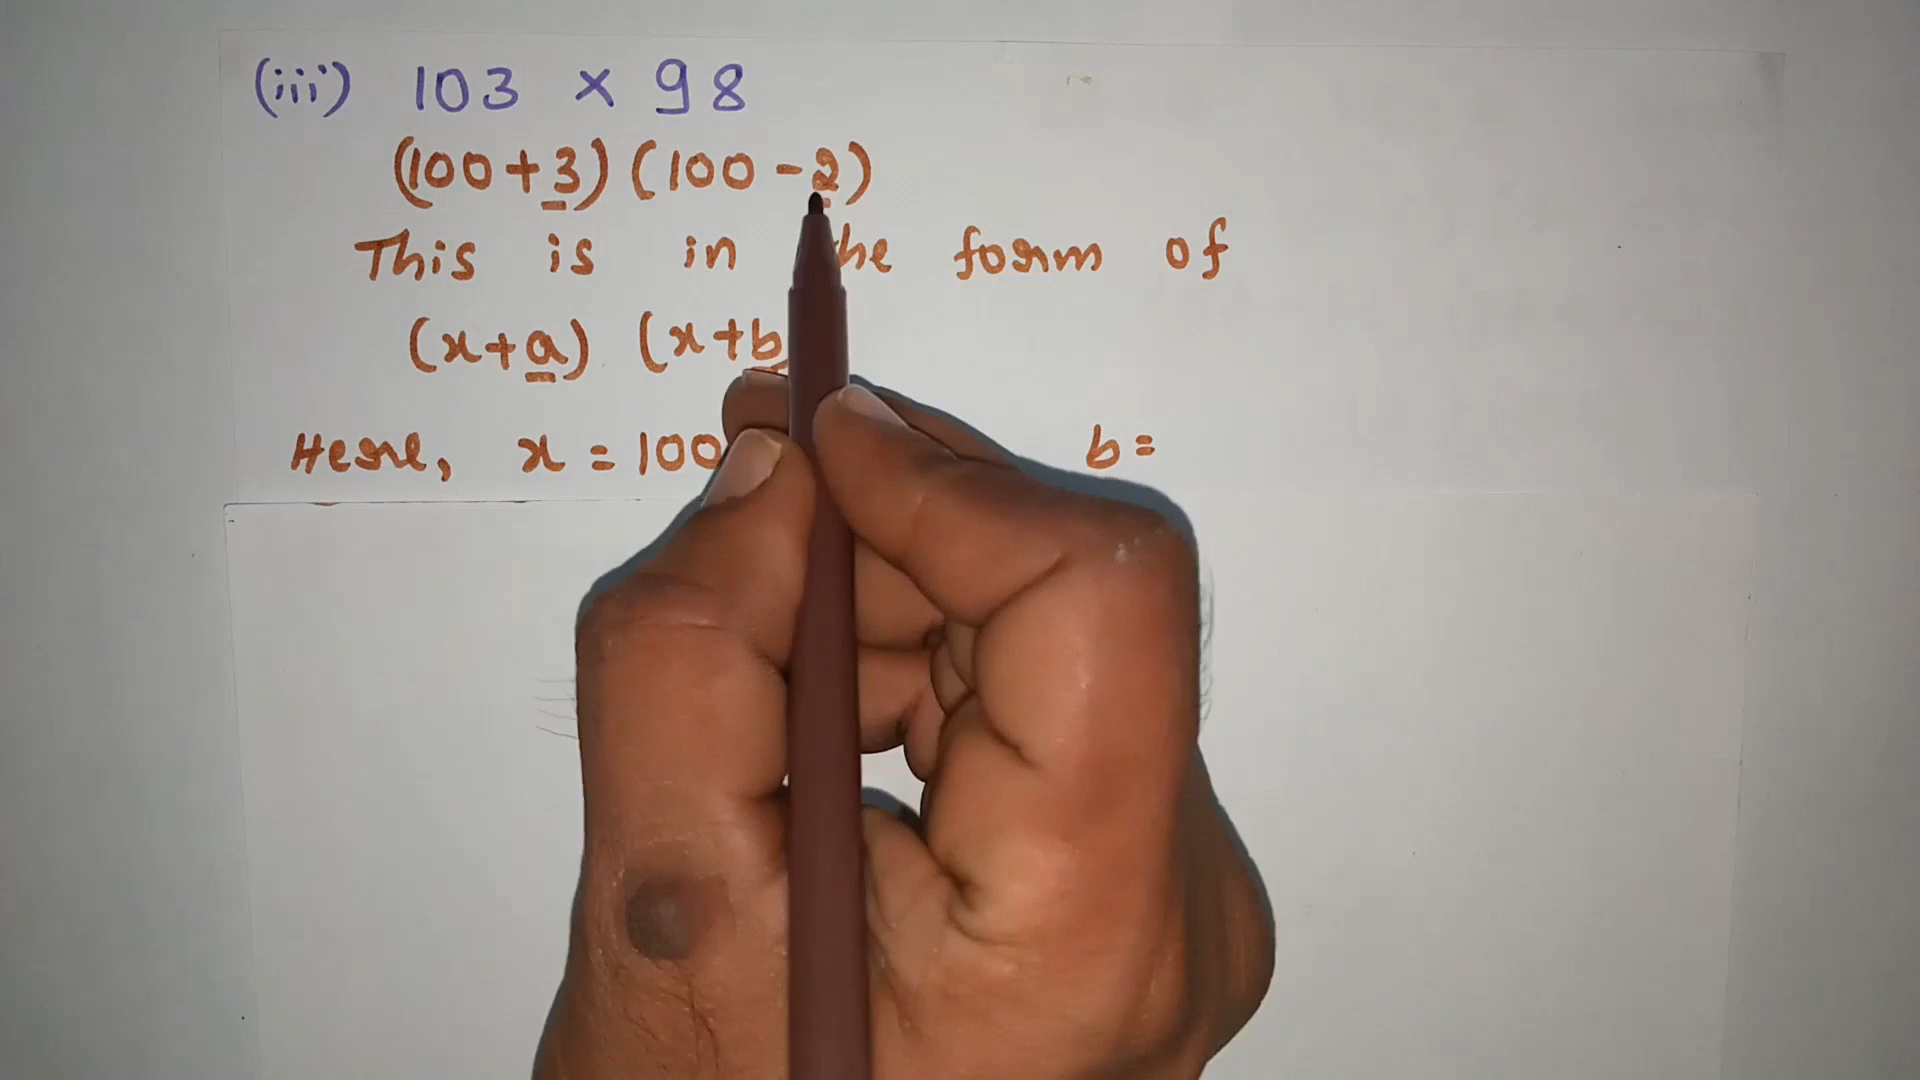 (iii) 103 × 98
(100+3) (100-2)
This is in the form of
(x+a) (x+b
Here, x = 100 b =